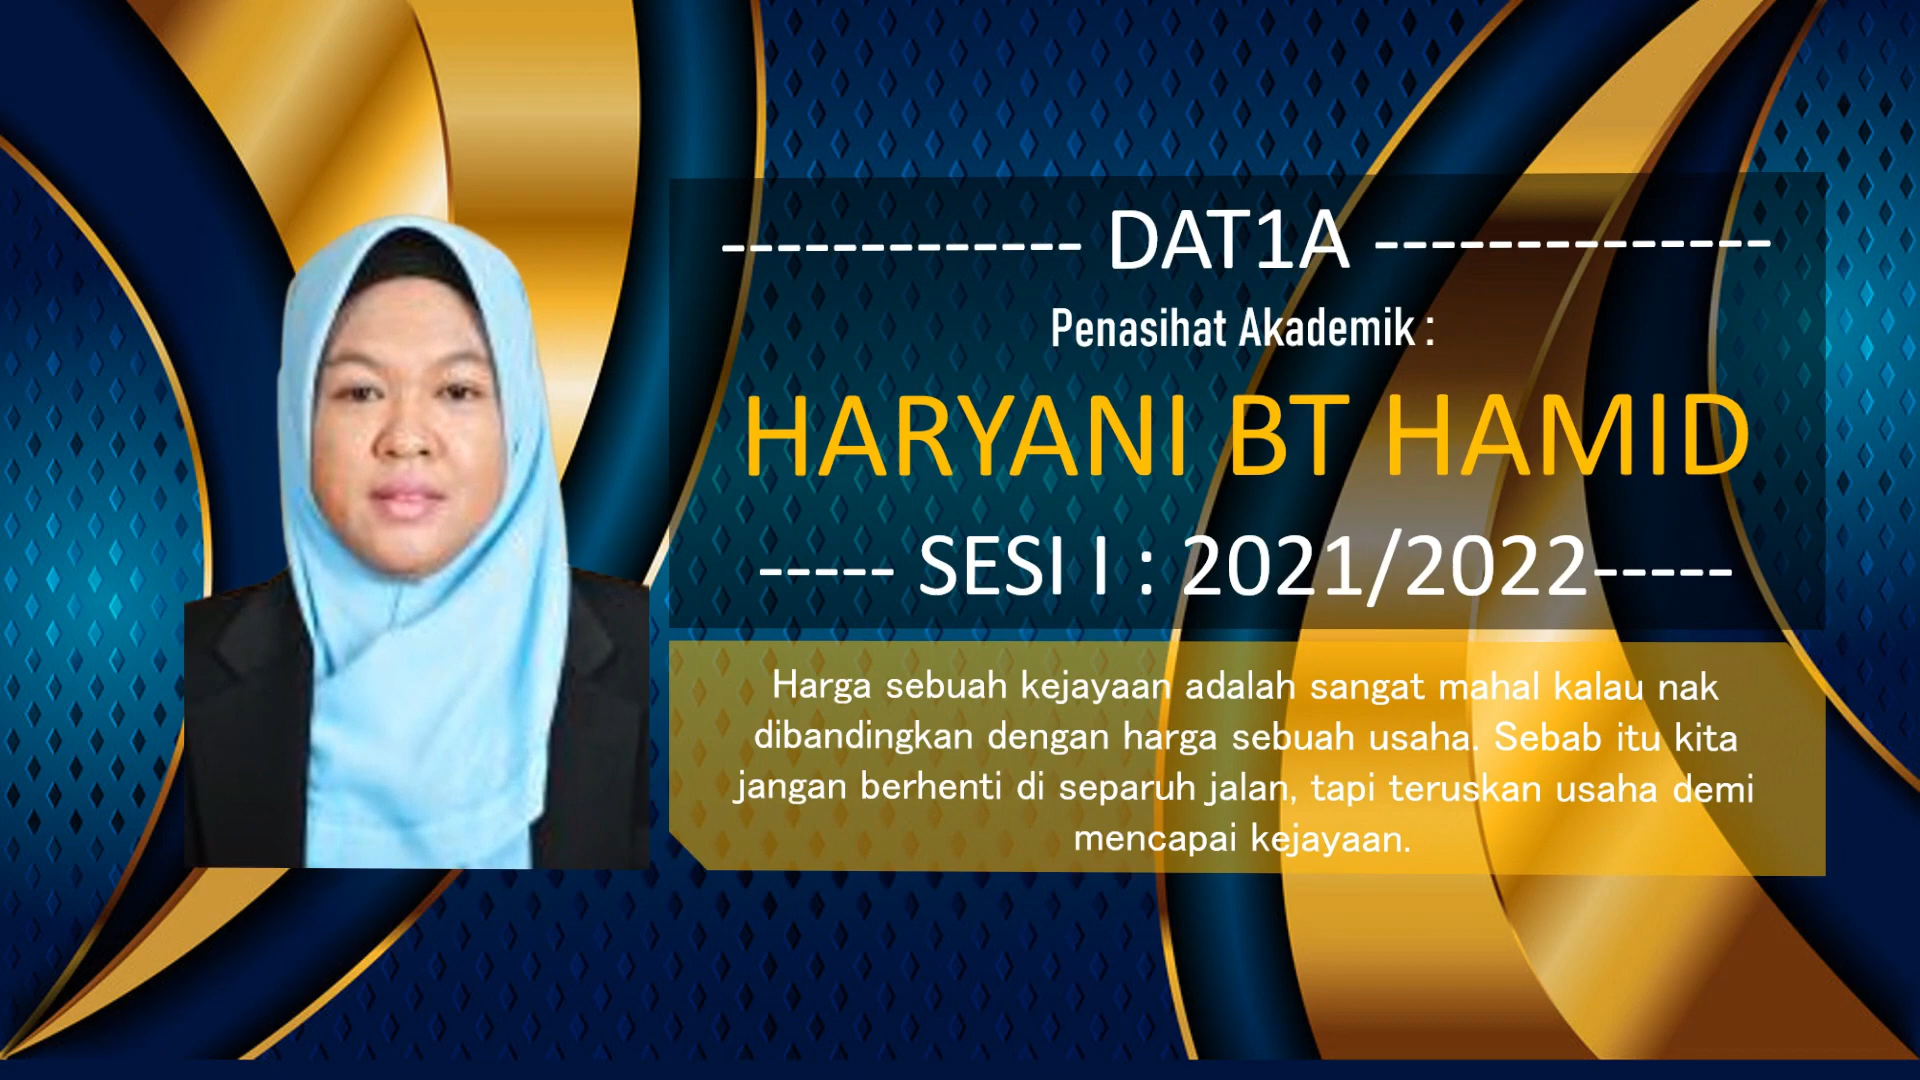 ------------- DAT1A --------------
Penasihat Akademik :
HARYANI BT HAMID
----- SESI I : 2021/2022-----
Harga sebuah kejayaan adalah sangat mahal kalau nak
dibandingkan dengan harga sebuah usaha. Sebab itu kita
jangan berhenti di separuh jalan, tapi teruskan usaha demi
mencapai kejayaan.